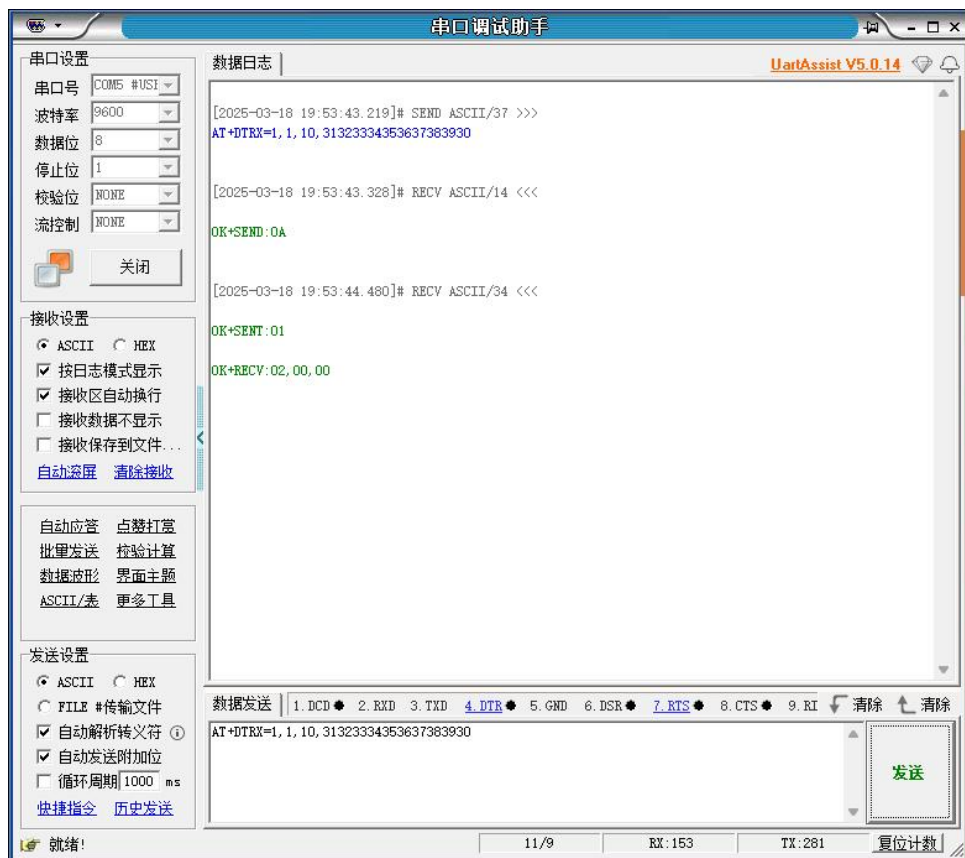 串口调试助手
串口设置
串口号 COM5 #USI
波特率 9600
数据位 8
停止位 1
校验位 NONE
流控制 NONE
关闭
接收设置
ASCII HEX
按日志模式显示
接收区自动换行
接收数据不显示
接收保存到文件...
自动滚屏 清除接收
自动应答 点赞打赏
批量发送 校验计算
数据波形 界面主题
ASCII/表 更多工具
发送设置
ASCII HEX
FILE #传输文件
自动解析转义符
自动发送附加位
循环周期 1000 ms
快捷指令 历史发送
数据日志
UartAssist V5.0.14
[2025-03-18 19:53:43.219]# SEND ASCII/37 >>>
AT+DTRX=1,1,10,31323334353637383930
[2025-03-18 19:53:43.328]# RECV ASCII/14 <<<
OK+SEND:0A
[2025-03-18 19:53:44.480]# RECV ASCII/34 <<<
OK+SENT:01
OK+RECV:02,00,00
数据发送 1.DCD● 2.RXD 3.TXD 4.DTR● 5.GND 6.DSR● 7.RTS● 8.CTS● 9.RI 清除 清除
AT+DTRX=1,1,10,31323334353637383930
发送
就绪! 11/9 RX:153 TX:281 复位计数